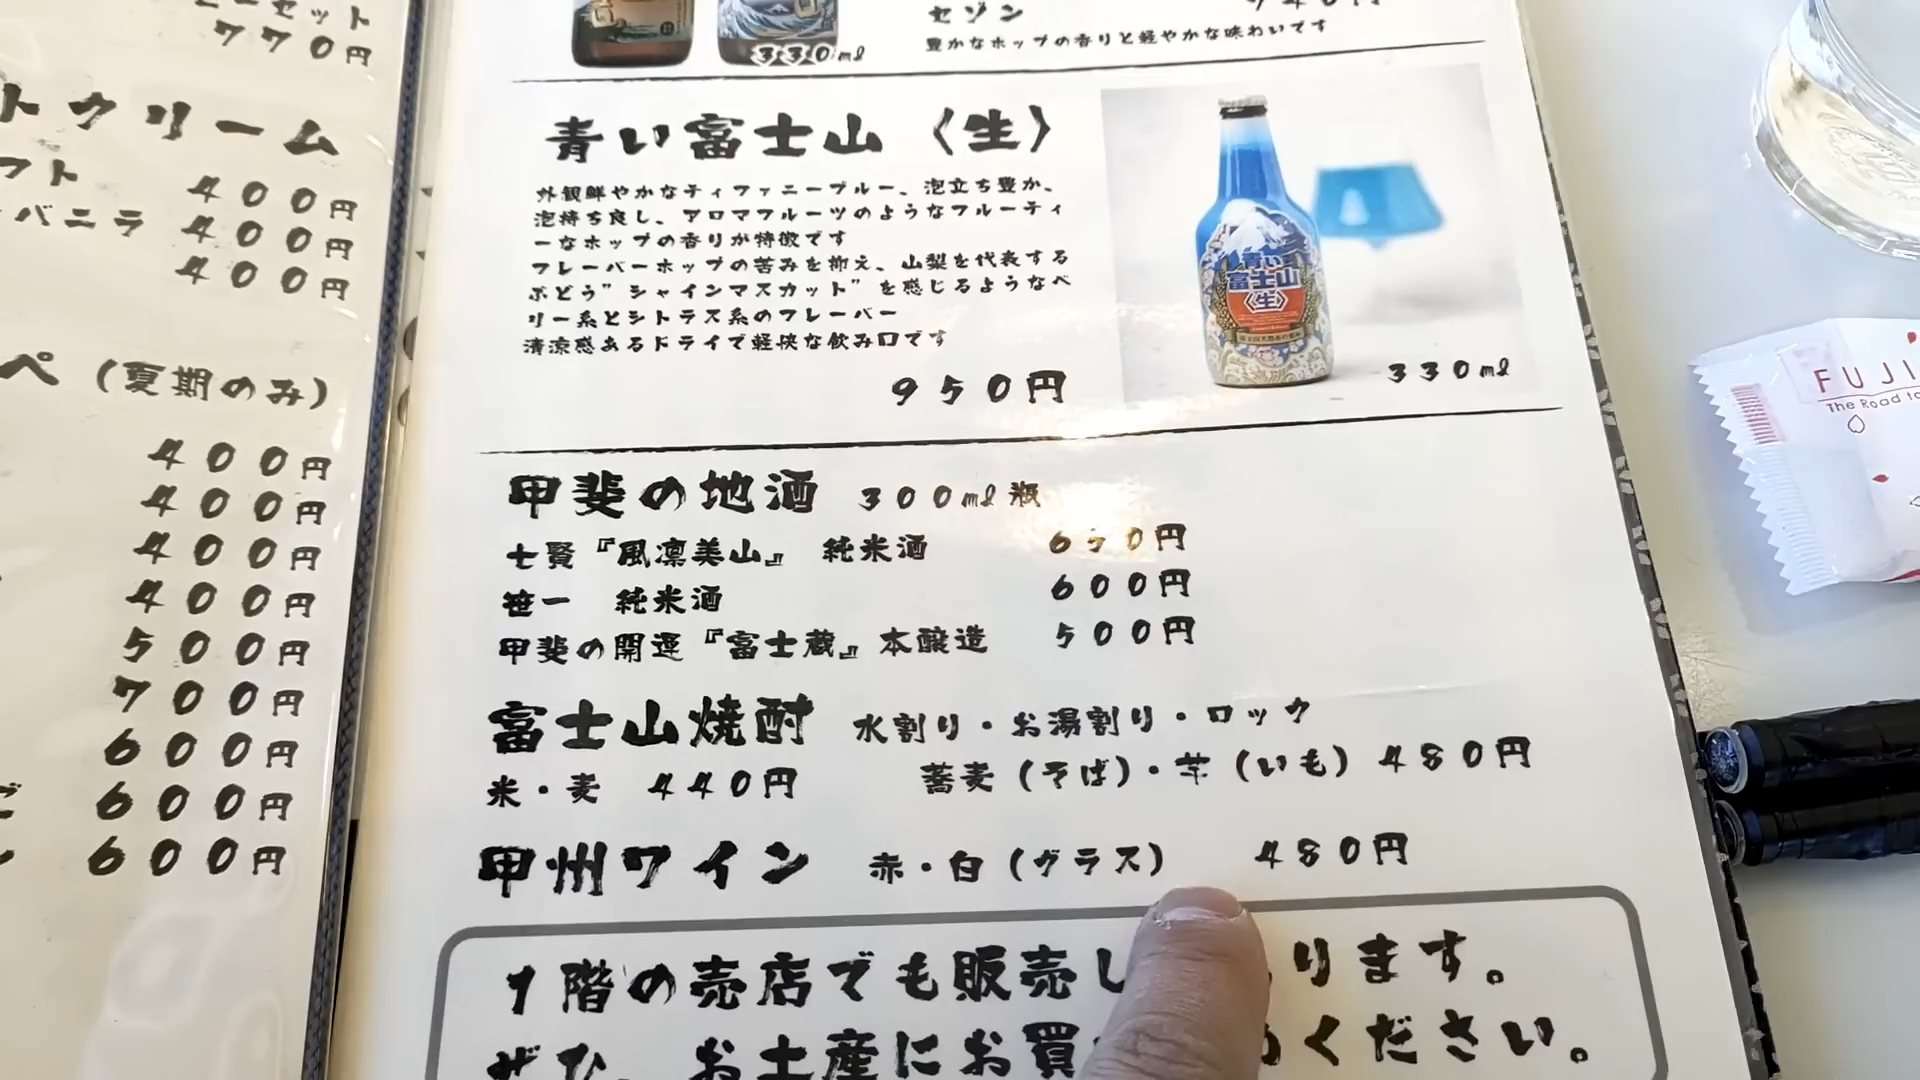 セット
770円
トクリーム
フト 400円
バニラ 400円
400円
ペ(夏期のみ)
400円
400円
400円
400円
500円
700円
600円
600円
600円
330ml
セゾン
豊かなホップの香りと軽やかな味わいです
青い富士山〈生〉
外観鮮やかなティファニーブルー、泡立ち豊か、
泡持ち良し、アロマフルーツのようなフルーティ
ーなホップの香りが特徴です
フレーバーホップの苦みを抑え、山梨を代表する
ぶどう"シャインマスカット"を感じるようなベ
リー系とシトラス系のフレーバー
清涼感あるドライで軽快な飲み口です
950円
青い
富士山
〈生〉
330ml
甲斐の地酒 300ml瓶
七賢『風凛美山』 純米酒 650円
笹一 純米酒 600円
甲斐の開運『富士蔵』本醸造 500円
富士山焼酎 水割り・お湯割り・ロック
米・麦 440円 蕎麦(そば)・芋(いも) 480円
甲州ワイン 赤・白(グラス) 480円
1階の売店でも販売し ります。
ぜひ、お土産にお買 ください。
FUJI
The Road to